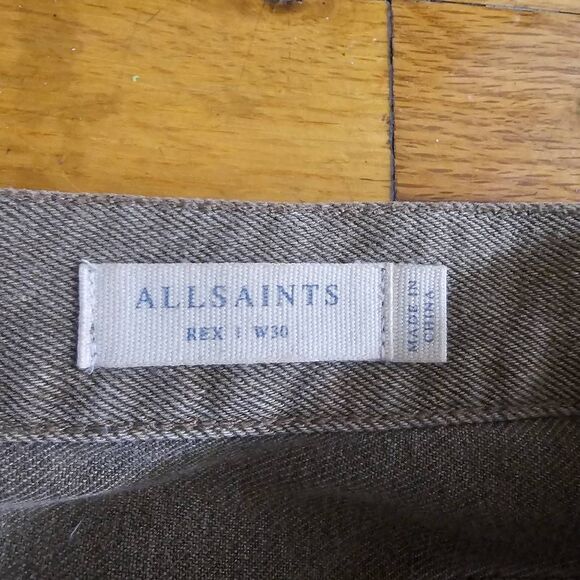 ALLSAINTS
REX | W30
MADE IN
CHINA